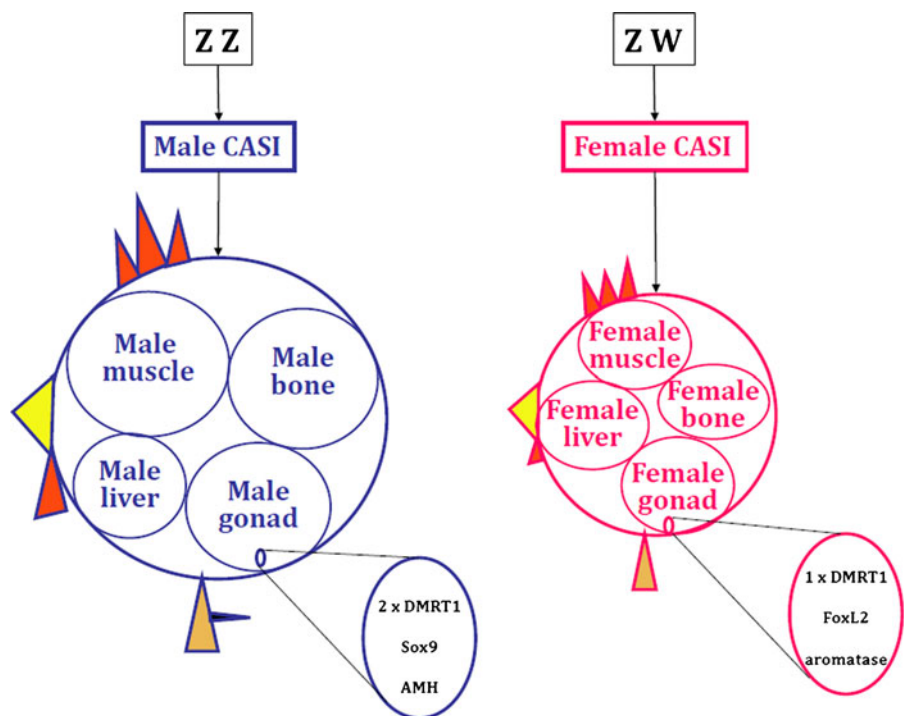 Z Z
Male CASI
Male
muscle
Male
bone
Male
liver
Male
gonad
2 x DMRT1
Sox9
AMH
Z W
Female CASI
Female
muscle
Female
bone
Female
liver
Female
gonad
1 x DMRT1
FoxL2
aromatase